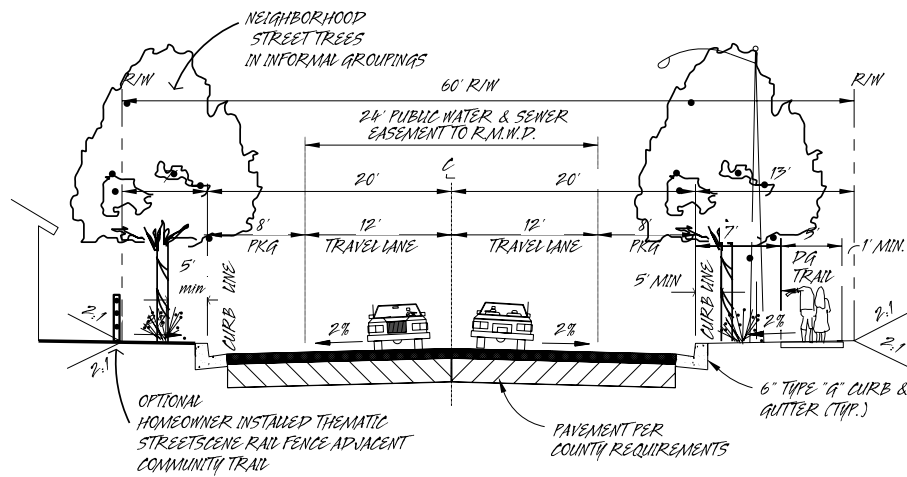 NEIGHBORHOOD
STREET TREES
IN INFORMAL GROUPINGS
R/W
R/W
60' R/W
24' PUBLIC WATER & SEWER
EASEMENT TO R.M.W.D.
C
L
20'
20'
13'
8'
12'
12'
8'
7'
PKG
TRAVEL LANE
TRAVEL LANE
PKG
1' MIN.
DG
TRAIL
5'
min
5' MIN
CURB LINE
CURB LINE
2:1
2:1
2%
2%
2%
2:1
2:1
OPTIONAL
HOMEOWNER INSTALLED THEMATIC
STREETSCENE RAIL FENCE ADJACENT
COMMUNITY TRAIL
PAVEMENT PER
COUNTY REQUIREMENTS
6" TYPE "G" CURB &
GUTTER (TYP.)